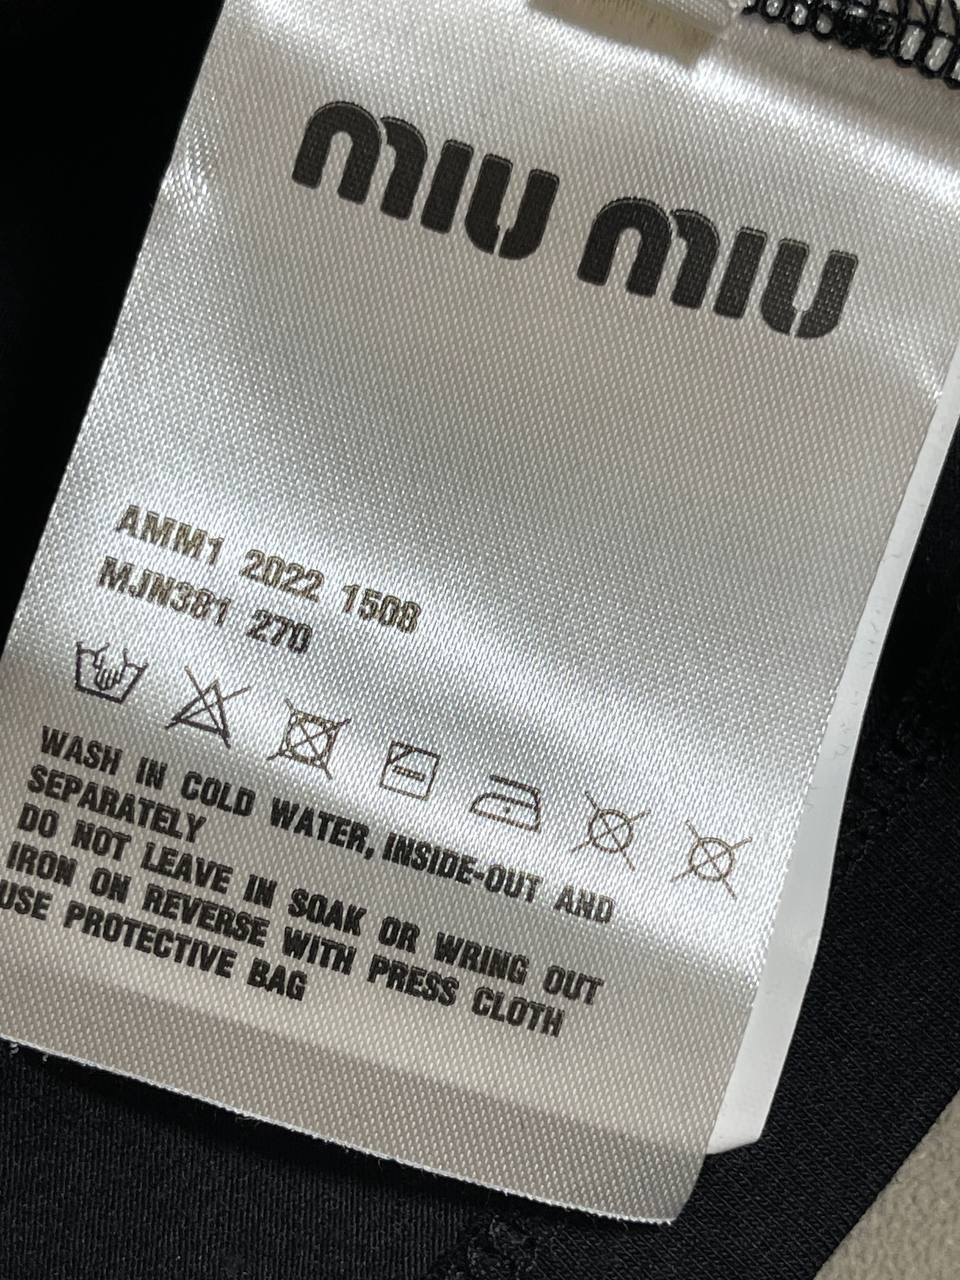 miu miu
AMM1 2022 1508
MJN381 270
WASH IN COLD WATER, INSIDE-OUT AND
SEPARATELY
DO NOT LEAVE IN SOAK OR WRING OUT
IRON ON REVERSE WITH PRESS CLOTH
USE PROTECTIVE BAG